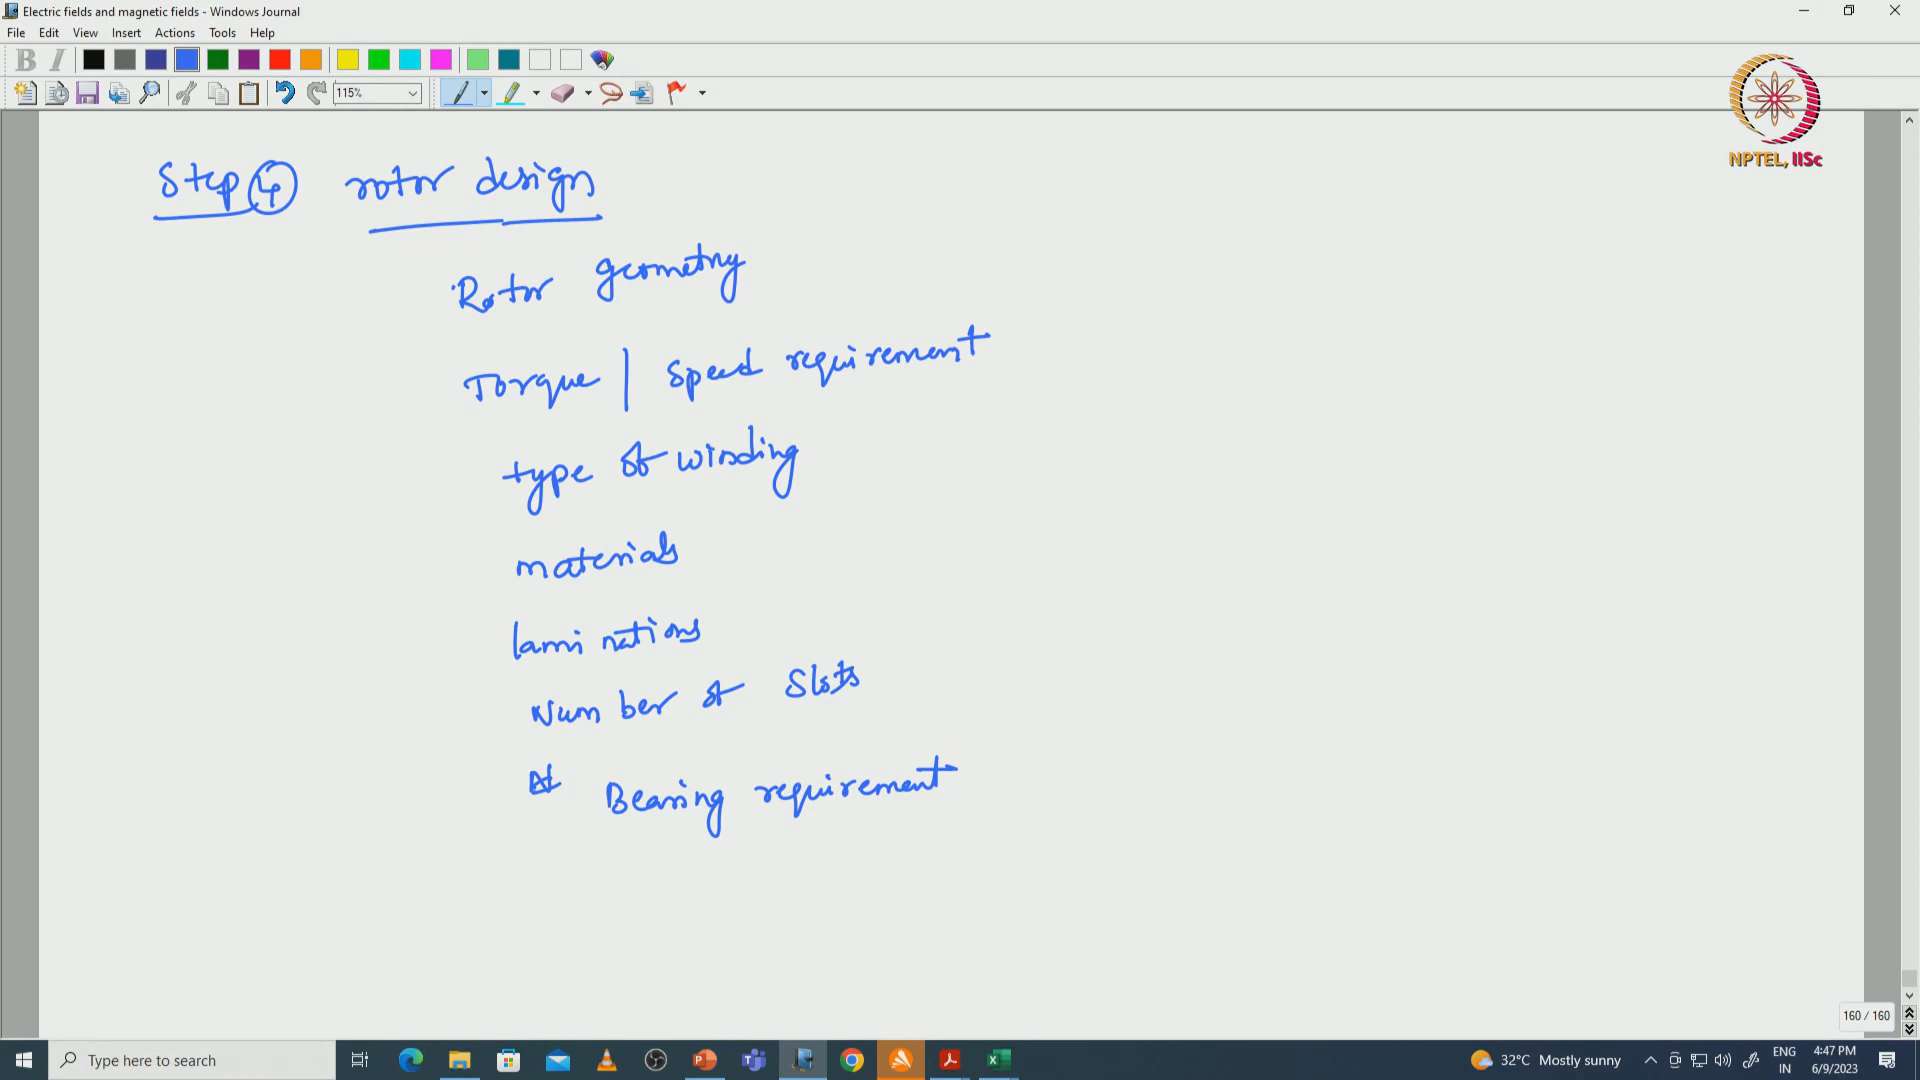 Electric fields and magnetic fields - Windows Journal
File Edit View Insert Actions Tools Help
B I
115%
NPTEL, IISc
Step 4 rotor design
Rotor geometry
Torque | speed requirement
type of winding
materials
laminations
Number of slots
Bearing requirement
160 / 160
Type here to search
32°C Mostly sunny
ENG
IN
4:47 PM
6/9/2023